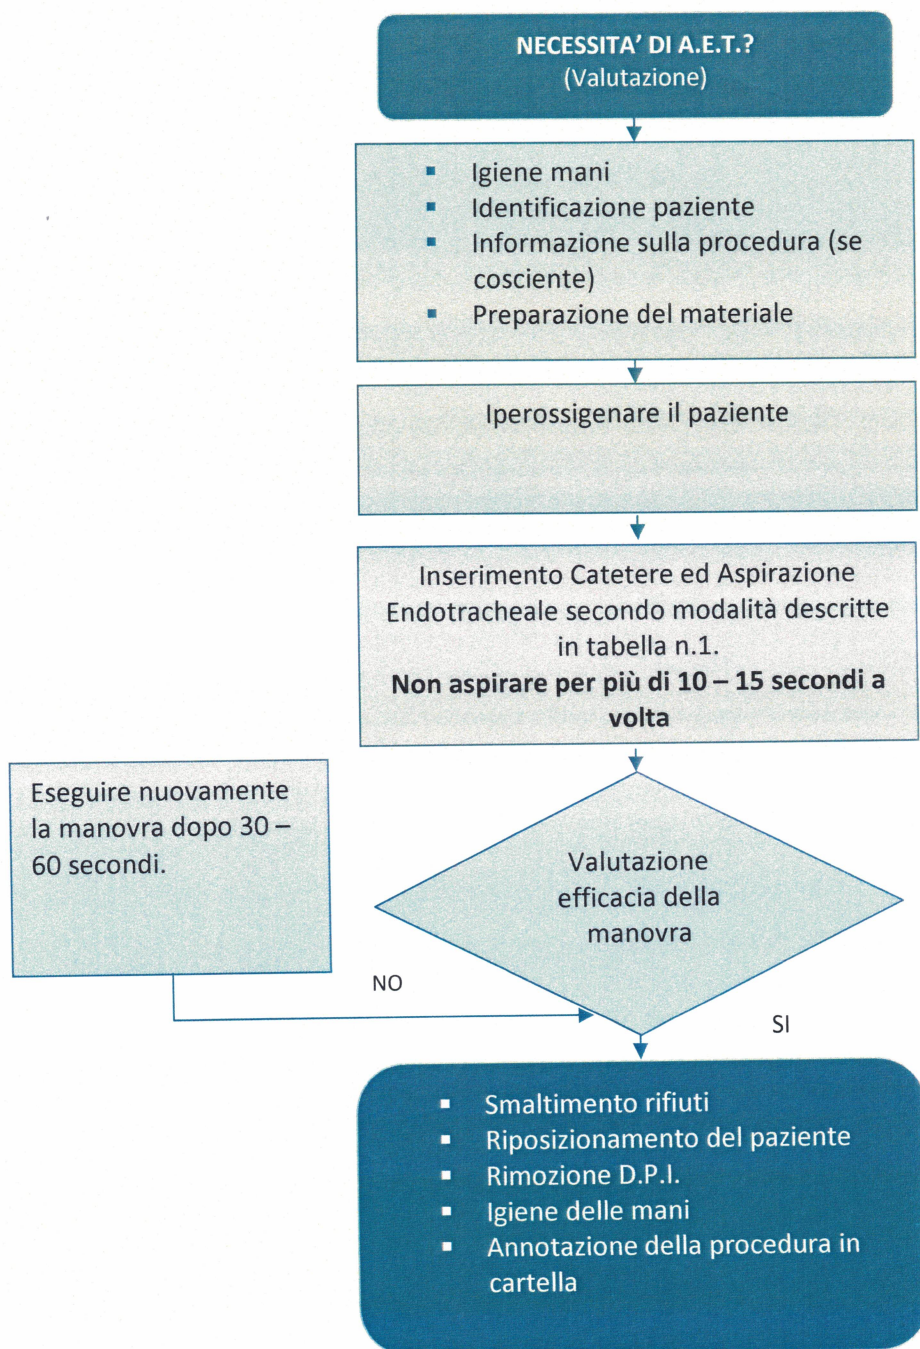 NECESSITA’ DI A.E.T.?
(Valutazione)
▪ Igiene mani
▪ Identificazione paziente
▪ Informazione sulla procedura (se
cosciente)
▪ Preparazione del materiale
Iperossigenare il paziente
Inserimento Catetere ed Aspirazione
Endotracheale secondo modalità descritte
in tabella n.1.
Non aspirare per più di 10 – 15 secondi a
volta
Eseguire nuovamente
la manovra dopo 30 –
60 secondi.
Valutazione
efficacia della
manovra
NO
SI
▪ Smaltimento rifiuti
▪ Riposizionamento del paziente
▪ Rimozione D.P.I.
▪ Igiene delle mani
▪ Annotazione della procedura in
cartella